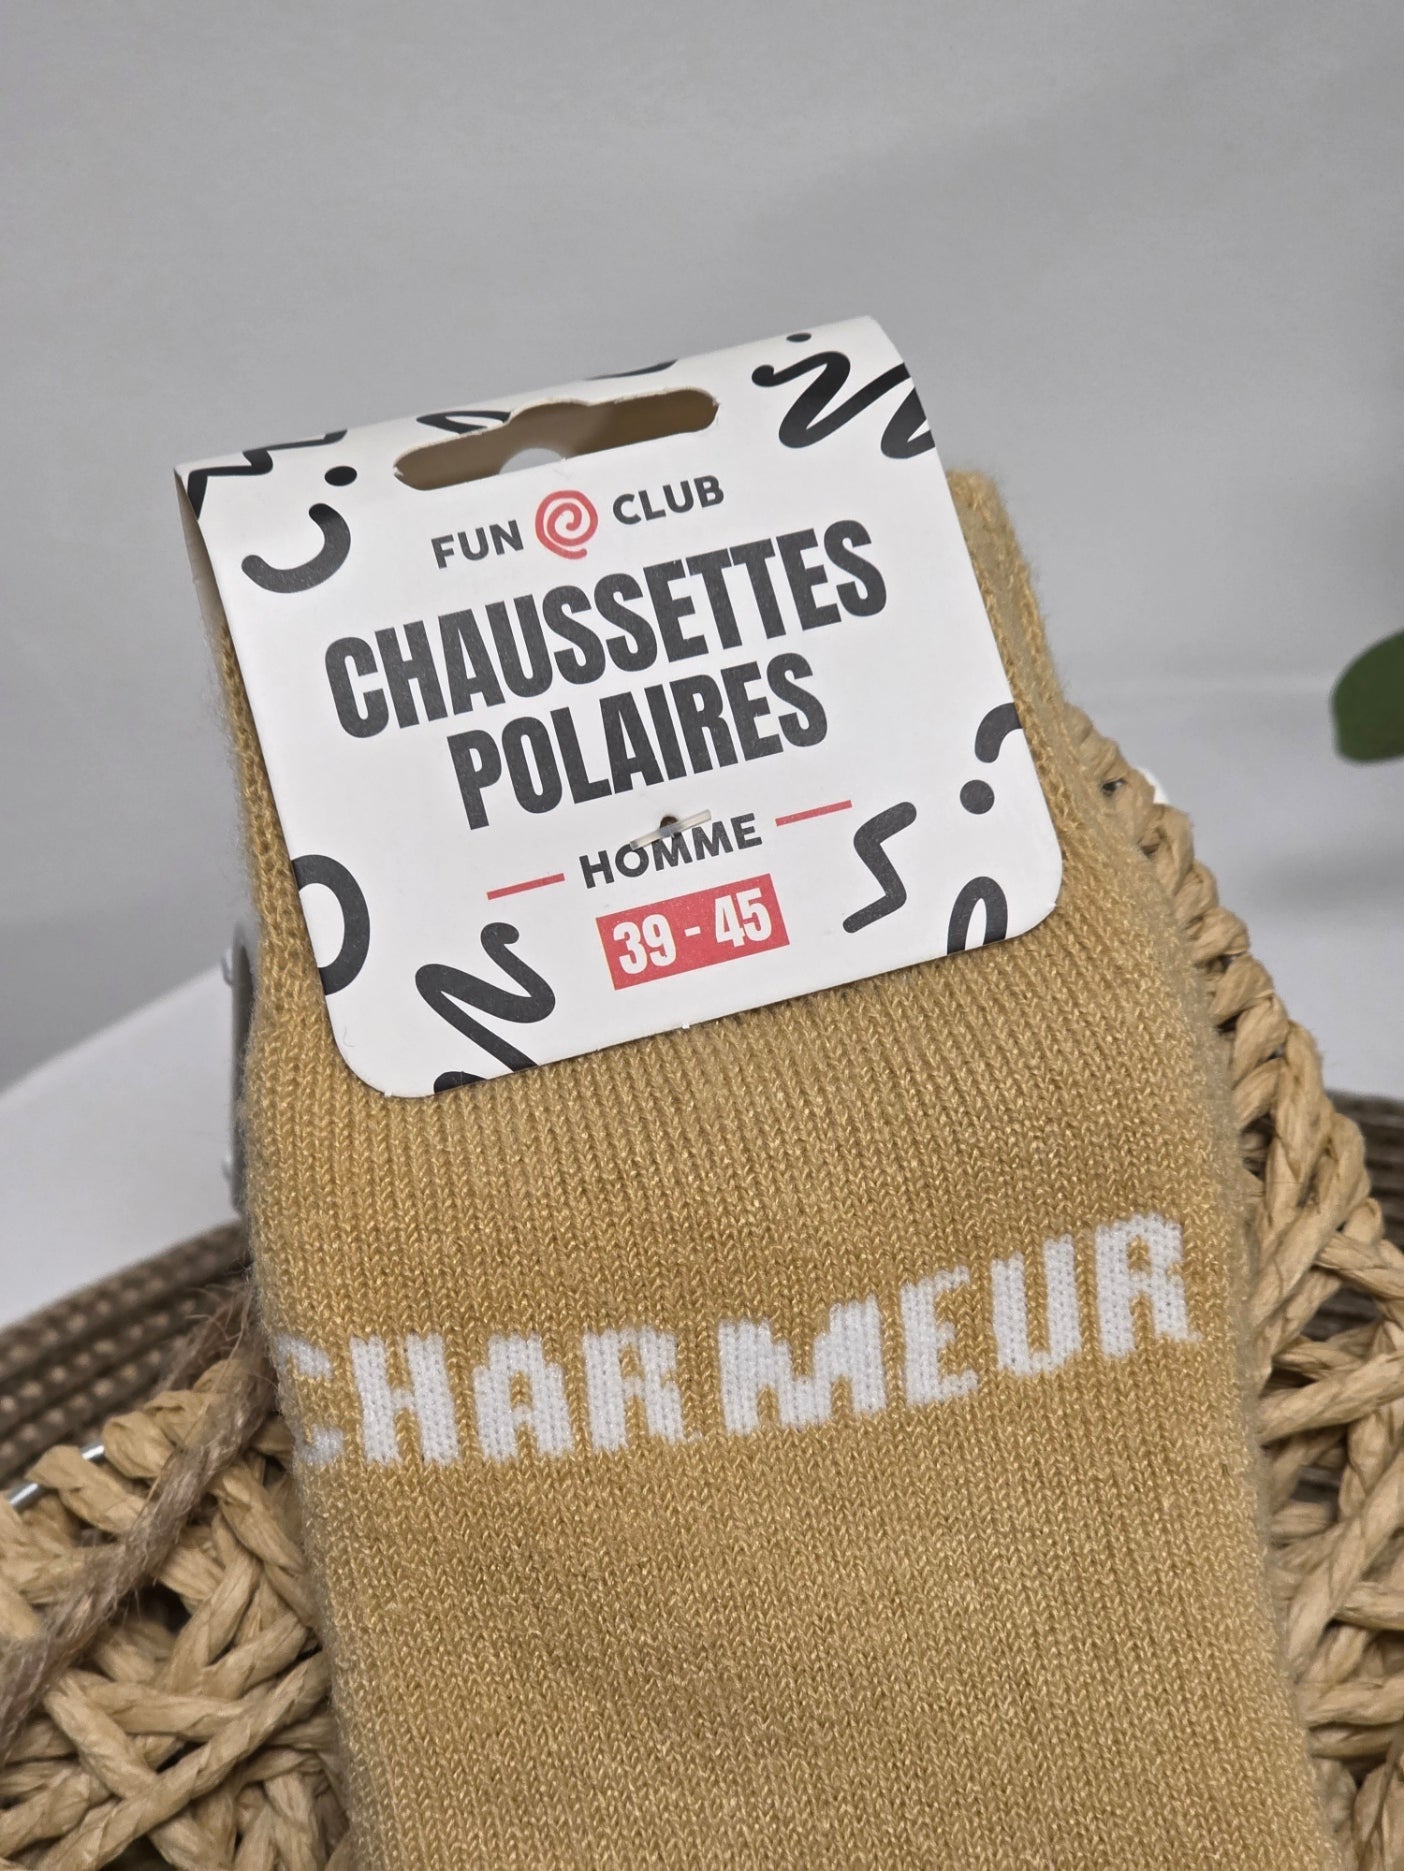 FUN CLUB
CHAUSSETTES
POLAIRES
HOMME
39 - 45
CHARMEUR